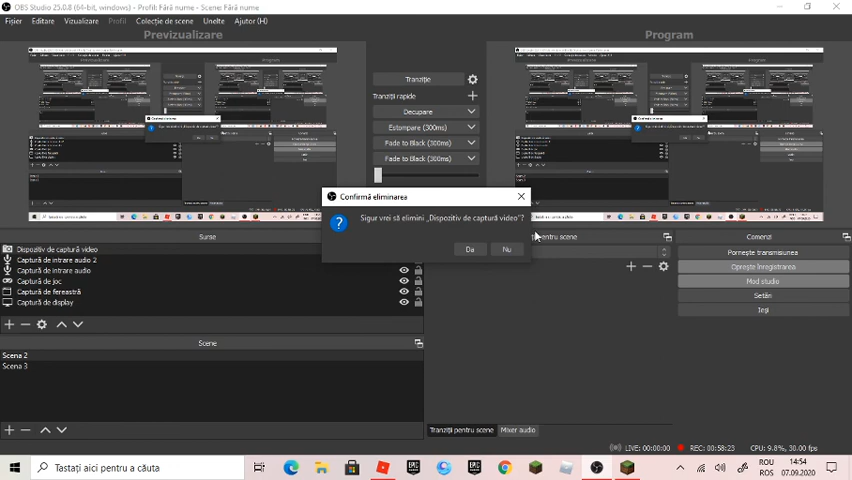 OBS Studio 25.0.8 (64-bit, windows) - Profil: Fără nume - Scene: Fără nume
Fișier Editare Vizualizare Profil Colecție de scene Unelte Ajutor (H)
Previzualizare
Program
Tranziție
Tranziții rapide
Decupare
Estompare (300ms)
Fade to Black (300ms)
Fade to Black (300ms)
Confirmă eliminarea
Sigur vrei să elimini „Dispozitiv de captură video”?
Da Nu
Surse
Dispozitiv de captură video
Captură de intrare audio 2
Captură de intrare audio
Captură de joc
Captură de fereastră
Captură de display
Scene
Scena 2
Scena 3
pentru scene
Tranziții pentru scene Mixer audio
Comenzi
Pornește transmisiunea
Oprește înregistrarea
Mod studio
Setări
Ieși
LIVE: 00:00:00 REC: 00:58:23 CPU: 9.8%, 30.00 fps
Tastați aici pentru a căuta
EPIC
GAMES
EPIC
GAMES
ROU
ROS
14:54
07.09.2020